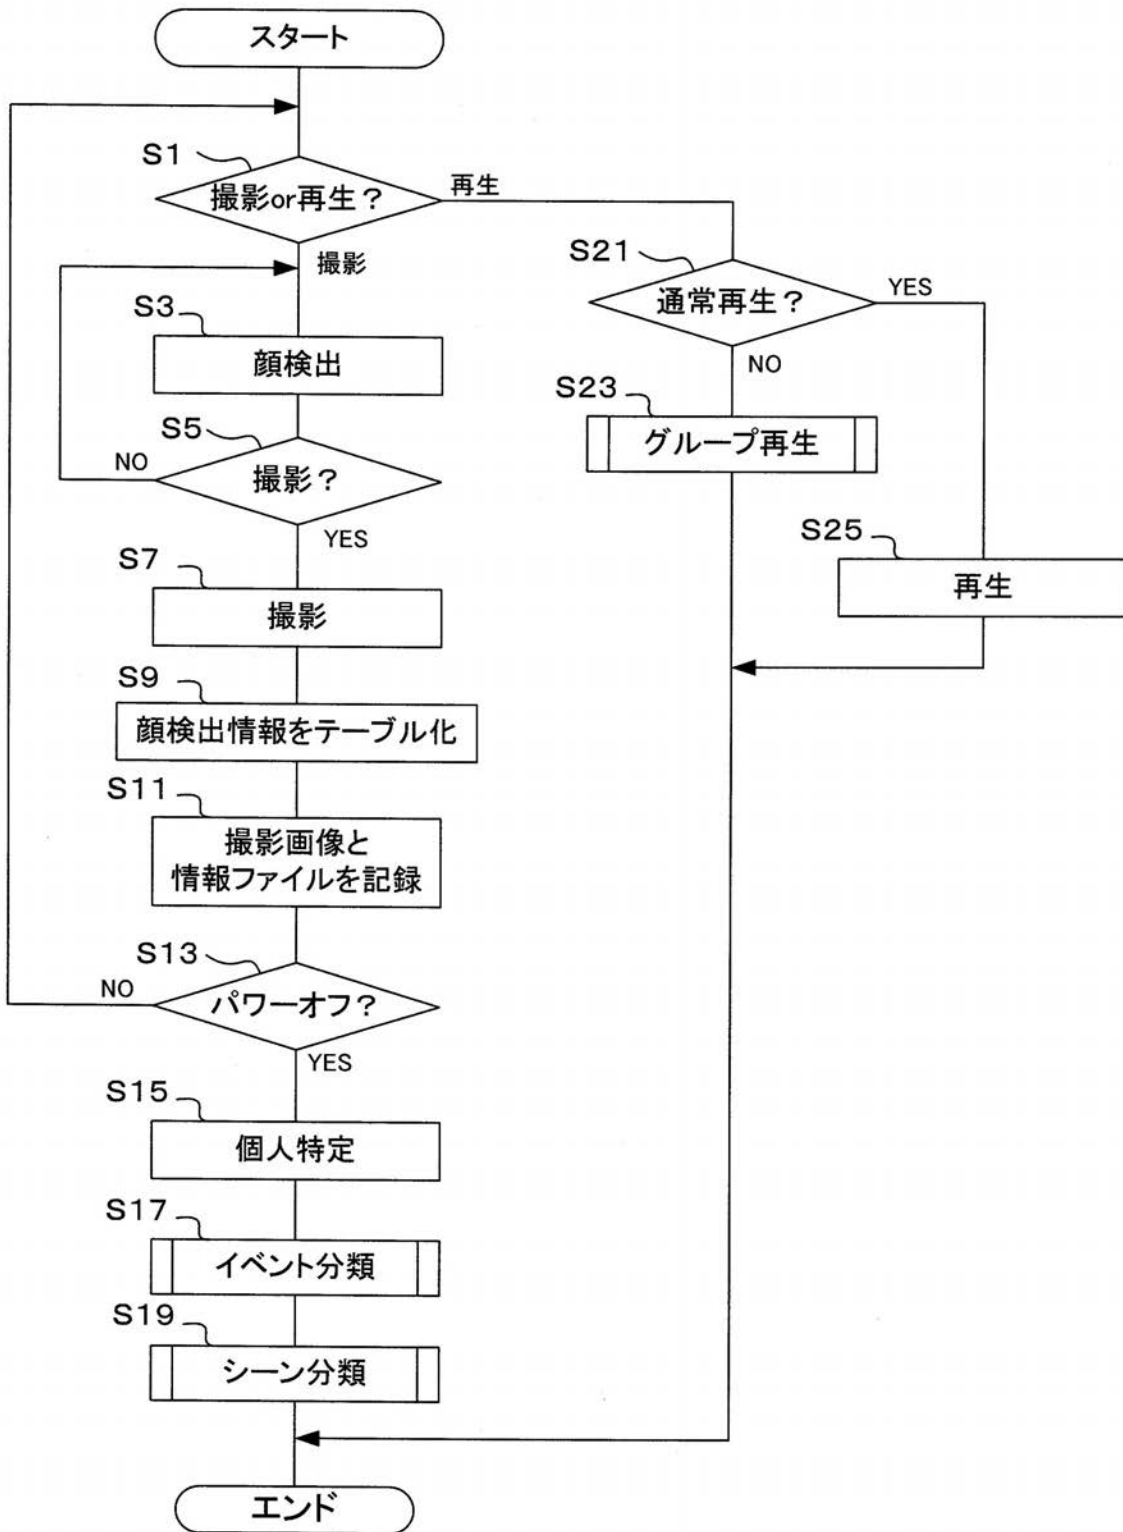 スタート
S1
撮影or再生？
再生
撮影
S21
通常再生？
YES
NO
S3
顔検出
S23
グループ再生
S5
NO
撮影？
YES
S25
再生
S7
撮影
S9
顔検出情報をテーブル化
S11
撮影画像と
情報ファイルを記録
S13
NO
パワーオフ？
YES
S15
個人特定
S17
イベント分類
S19
シーン分類
エンド